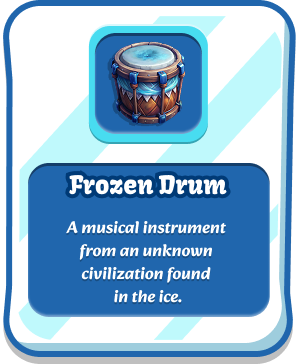 Frozen Drum
A musical instrument
from an unknown
civilization found
in the ice.